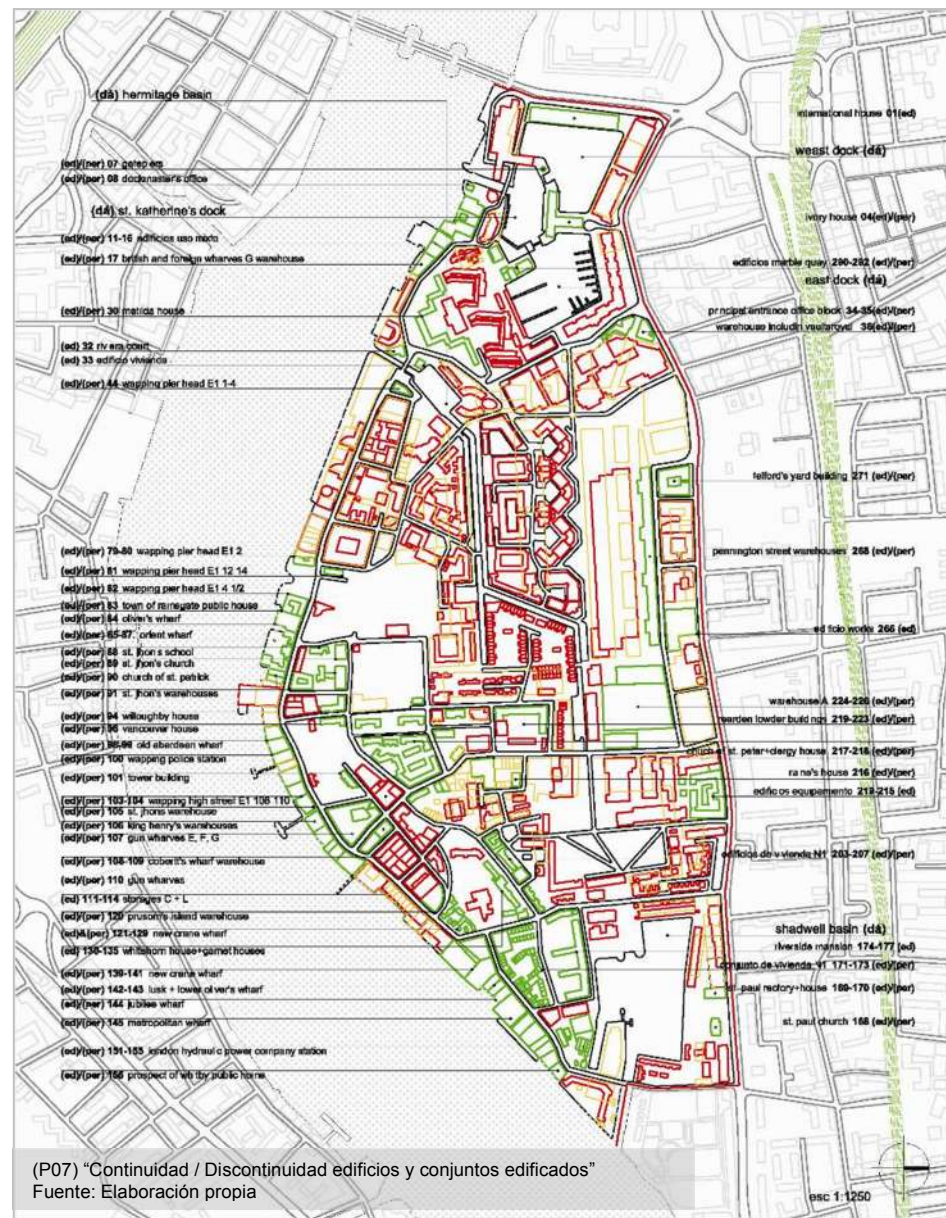 (dá) hermitage basin
(ed)/(per) 08 dockmaster's office
(dá) st. katherine's dock
(ed)/(per) 11-16 edificios uso mixto
(ed)/(per) 17 british and foreign wharves G warehouse
(ed)/(per) 30 matilda house
(ed) 32 riviera court
(ed) 33 edificio vivienda
(ed)/(per) 44 wapping pier head E1 1-4
(ed)/(per) 79-80 wapping pier head E1 2
(ed)/(per) 81 wapping pier head E1 12 14
(ed)/(per) 82 wapping pier head E1 4 1/2
(ed)/(per) 83 town of ramsgate public house
(ed)/(per) 84 oliver's wharf
(ed)/(per) 85-87. orient wharf
(ed)/(per) 88 st. jhon's school
(ed)/(per) 89 st. jhon's church
(ed)/(per) 90 church of st. patrick
(ed)/(per) 91 st. jhon's warehouses
(ed)/(per) 94 willoughby house
(ed)/(per) 96 vancouver house
(ed)/(per) 98-99 old aberdeen wharf
(ed)/(per) 100 wapping police station
(ed)/(per) 101 tower building
(ed)/(per) 103-104 wapping high street E1 108 110
(ed)/(per) 105 st. jhons warehouse
(ed)/(per) 106 king henry's warehouses
(ed)/(per) 107 gun wharves E, F, G
(ed)/(per) 108-109 wharf warehouse
(ed)/(per) 110 gun wharves
(ed) 111-114 storages C + L
(ed)/(per) 120 prusom's island warehouse
(ed)&(per) 121-129 new crane wharf
(ed) 130-135 house+garnet houses
(ed)/(per) 139-141 new crane wharf
(ed)/(per) 142-143 lusk + lower oliver's wharf
(ed)/(per) 144 jubilee wharf
(ed)/(per) 145 metropolitan wharf
(ed)/(per) 151-155 london hydraulic power company station
(ed)/(per) 156 prospect of whitby public home
international house 01(ed)
weast dock (dá)
ivory house 04(ed)/(per)
edificios marble quay 290-292 (ed)/(per)
east dock (dá)
principal entrance office block 34-35(ed)/(per)
warehouse 36(ed)/(per)
telford's yard building 271 (ed)/(per)
pennington street warehouses 268 (ed)/(per)
edificio works 266 (ed)
warehouse A 224-226 (ed)/(per)
rearden lowder buildings 219-223 (ed)/(per)
church of st. peter+clergy house 217-218 (ed)/(per)
raine's house 216 (ed)/(per)
edificios equipamiento 212-215 (ed)
edificios de vivienda N1 203-207 (ed)/(per)
shadwell basin (dá)
riverside mansion 174-177 (ed)
conjunto de vivienda 171-173 (ed)/(per)
st. paul rectory+house 169-170 (ed)/(per)
st. paul church 168 (ed)/(per)
(P07) “Continuidad / Discontinuidad edificios y conjuntos edificados”
Fuente: Elaboración propia
esc 1:1250